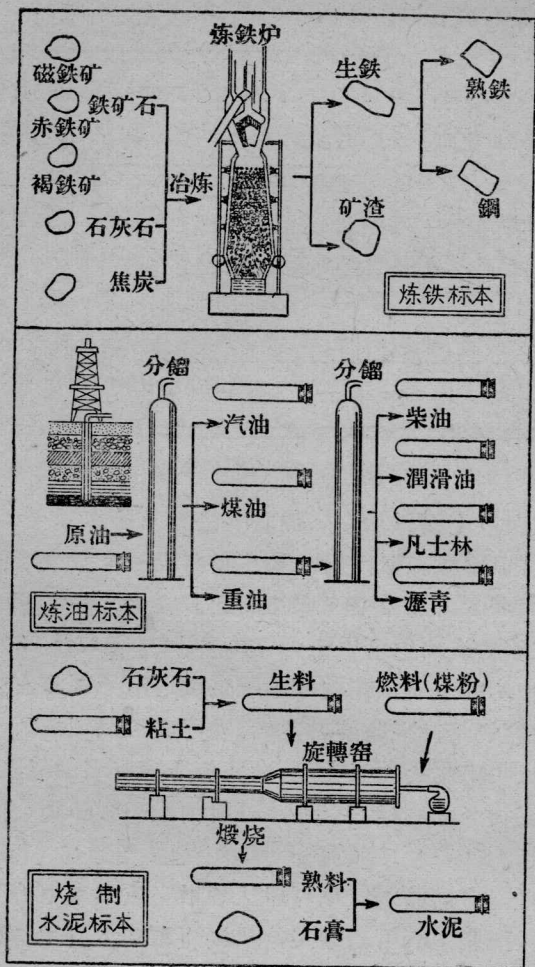 炼鉄炉
磁鉄矿
鉄矿石
赤鉄矿
褐鉄矿
石灰石
焦炭
冶炼
生鉄
矿渣
熟鉄
鋼
炼铁标本
分餾
原油
汽油
煤油
重油
分餾
柴油
潤滑油
凡士林
瀝靑
炼油标本
石灰石
粘土
生料
燃料(煤粉)
旋轉窑
煅烧
熟料
石膏
水泥
烧制
水泥标本